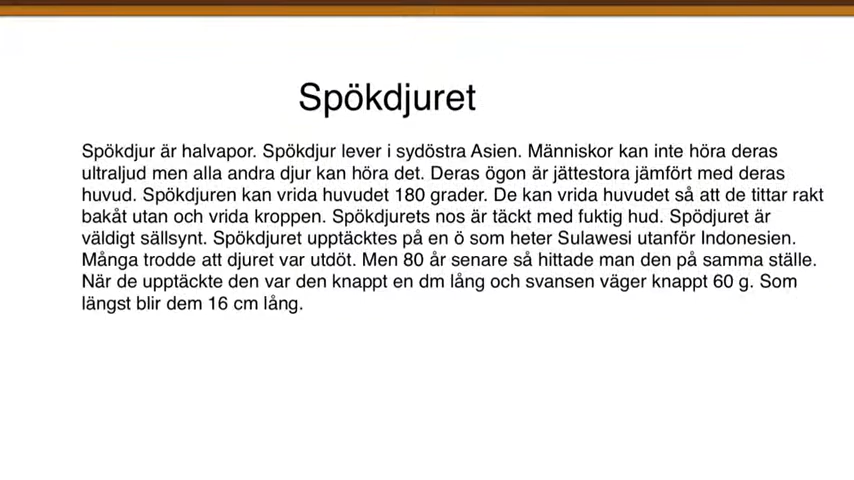 Spökdjuret
Spökdjur är halvapor. Spökdjur lever i sydöstra Asien. Människor kan inte höra deras
ultraljud men alla andra djur kan höra det. Deras ögon är jättestora jämfört med deras
huvud. Spökdjuren kan vrida huvudet 180 grader. De kan vrida huvudet så att de tittar rakt
bakåt utan och vrida kroppen. Spökdjurets nos är täckt med fuktig hud. Spödjuret är
väldigt sällsynt. Spökdjuret upptäcktes på en ö som heter Sulawesi utanför Indonesien.
Många trodde att djuret var utdöt. Men 80 år senare så hittade man den på samma ställe.
När de upptäckte den var den knappt en dm lång och svansen väger knappt 60 g. Som
längst blir dem 16 cm lång.